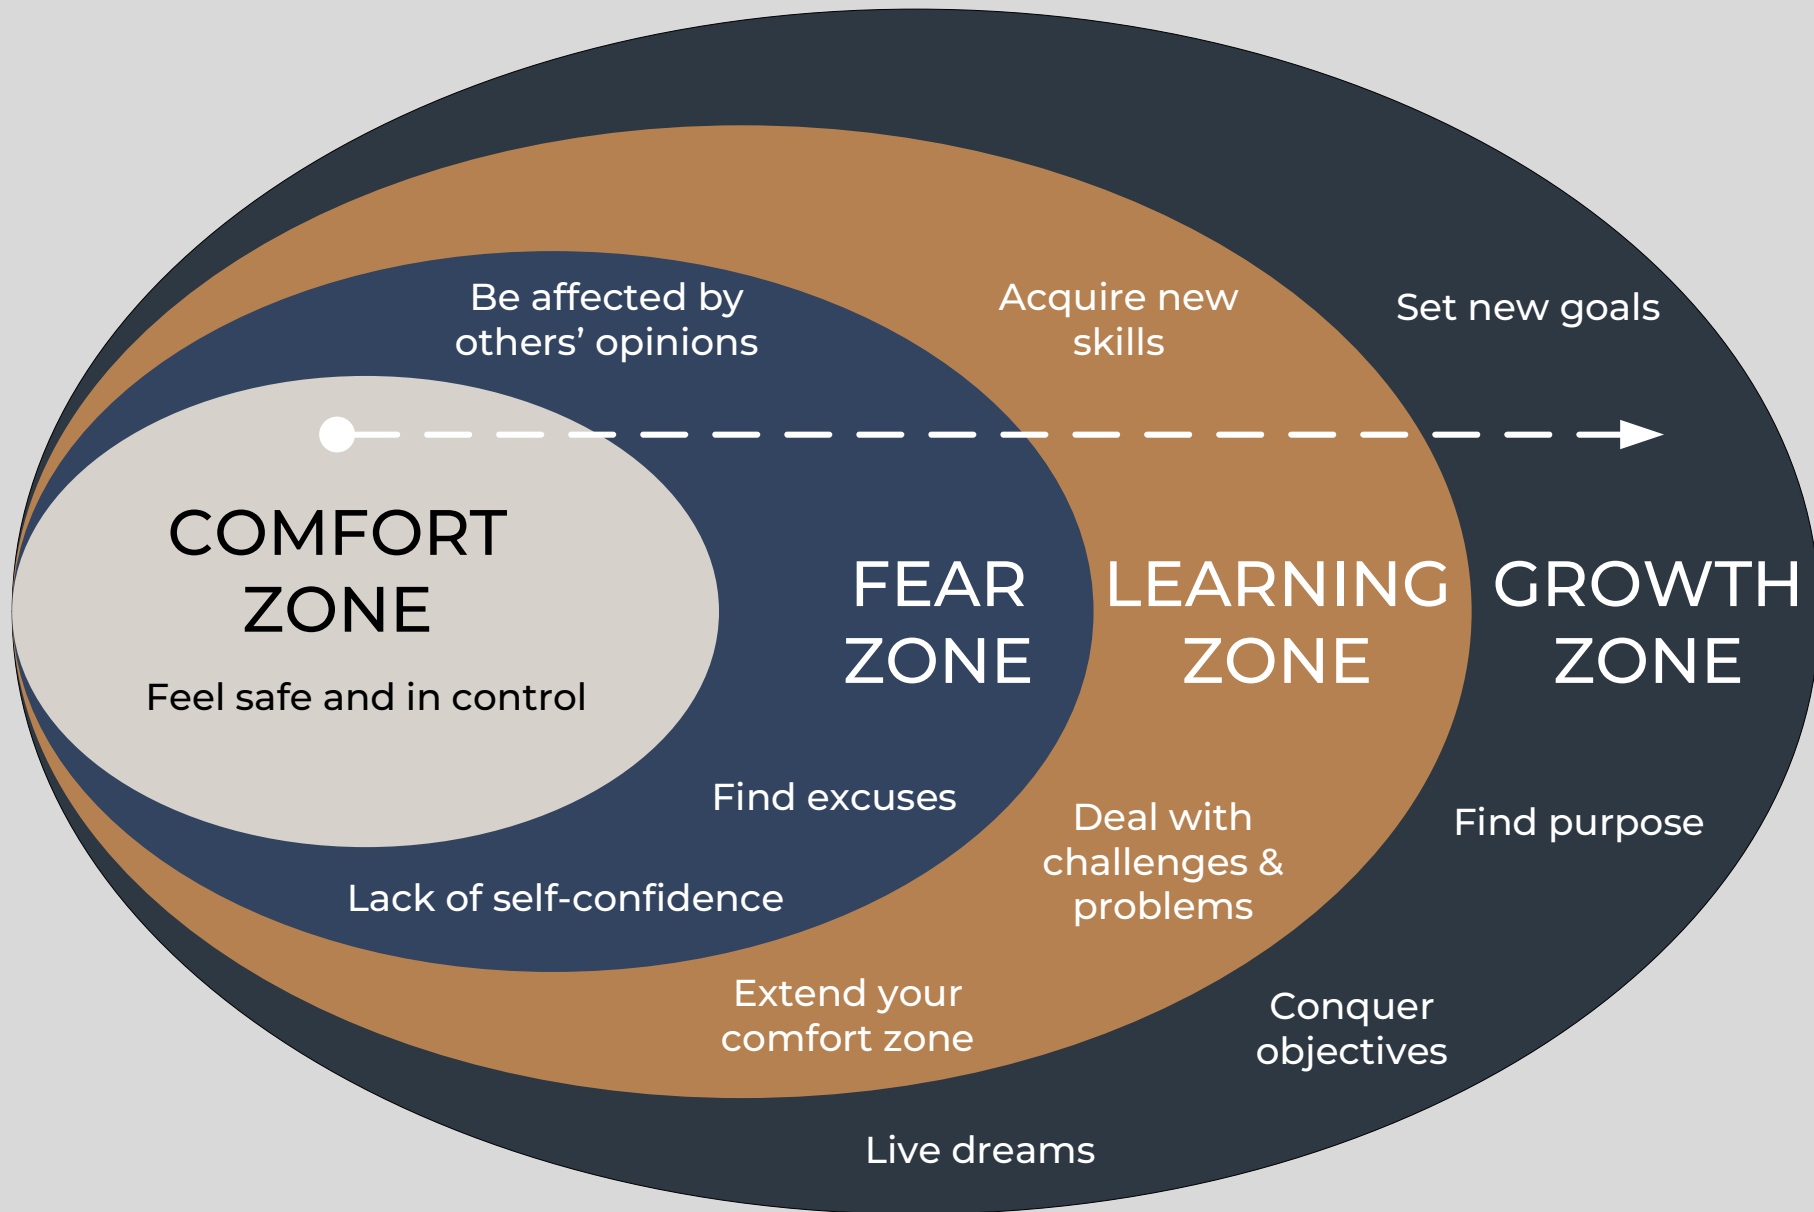 COMFORT
ZONE
Feel safe and in control
Be affected by
others’ opinions
FEAR
ZONE
Find excuses
Lack of self-confidence
Acquire new
skills
LEARNING
ZONE
Deal with
challenges &
problems
Extend your
comfort zone
Set new goals
GROWTH
ZONE
Find purpose
Conquer
objectives
Live dreams